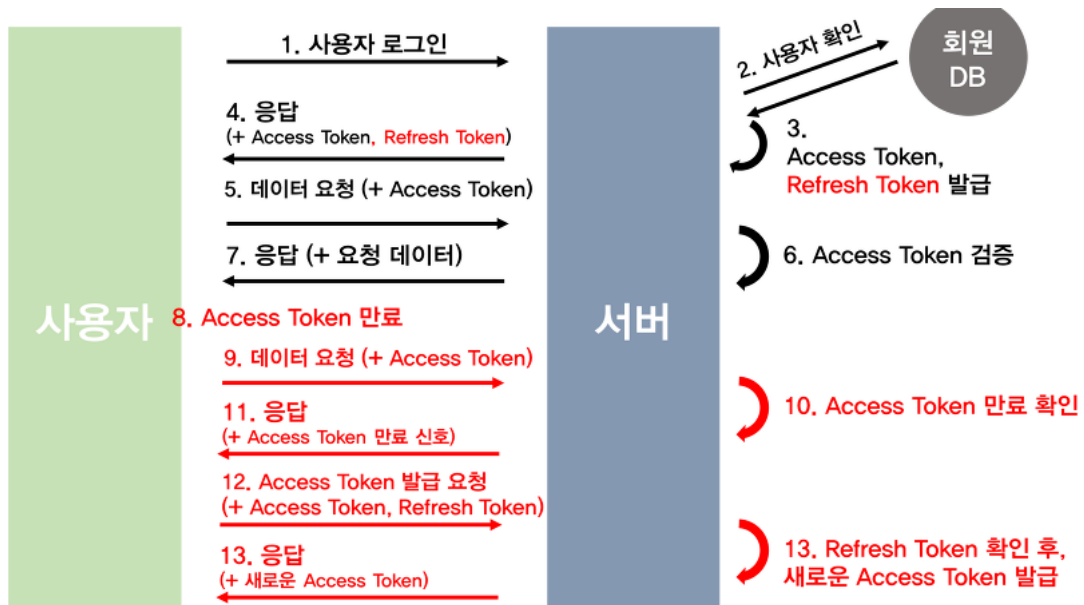 1. 사용자 로그인
2. 사용자 확인
회원
DB
4. 응답
(+ Access Token, Refresh Token)
3.
Access Token,
Refresh Token 발급
5. 데이터 요청 (+ Access Token)
7. 응답 (+ 요청 데이터)
6. Access Token 검증
사용자
8. Access Token 만료
서버
9. 데이터 요청 (+ Access Token)
10. Access Token 만료 확인
11. 응답
(+ Access Token 만료 신호)
12. Access Token 발급 요청
(+ Access Token, Refresh Token)
13. 응답
(+ 새로운 Access Token)
13. Refresh Token 확인 후,
새로운 Access Token 발급